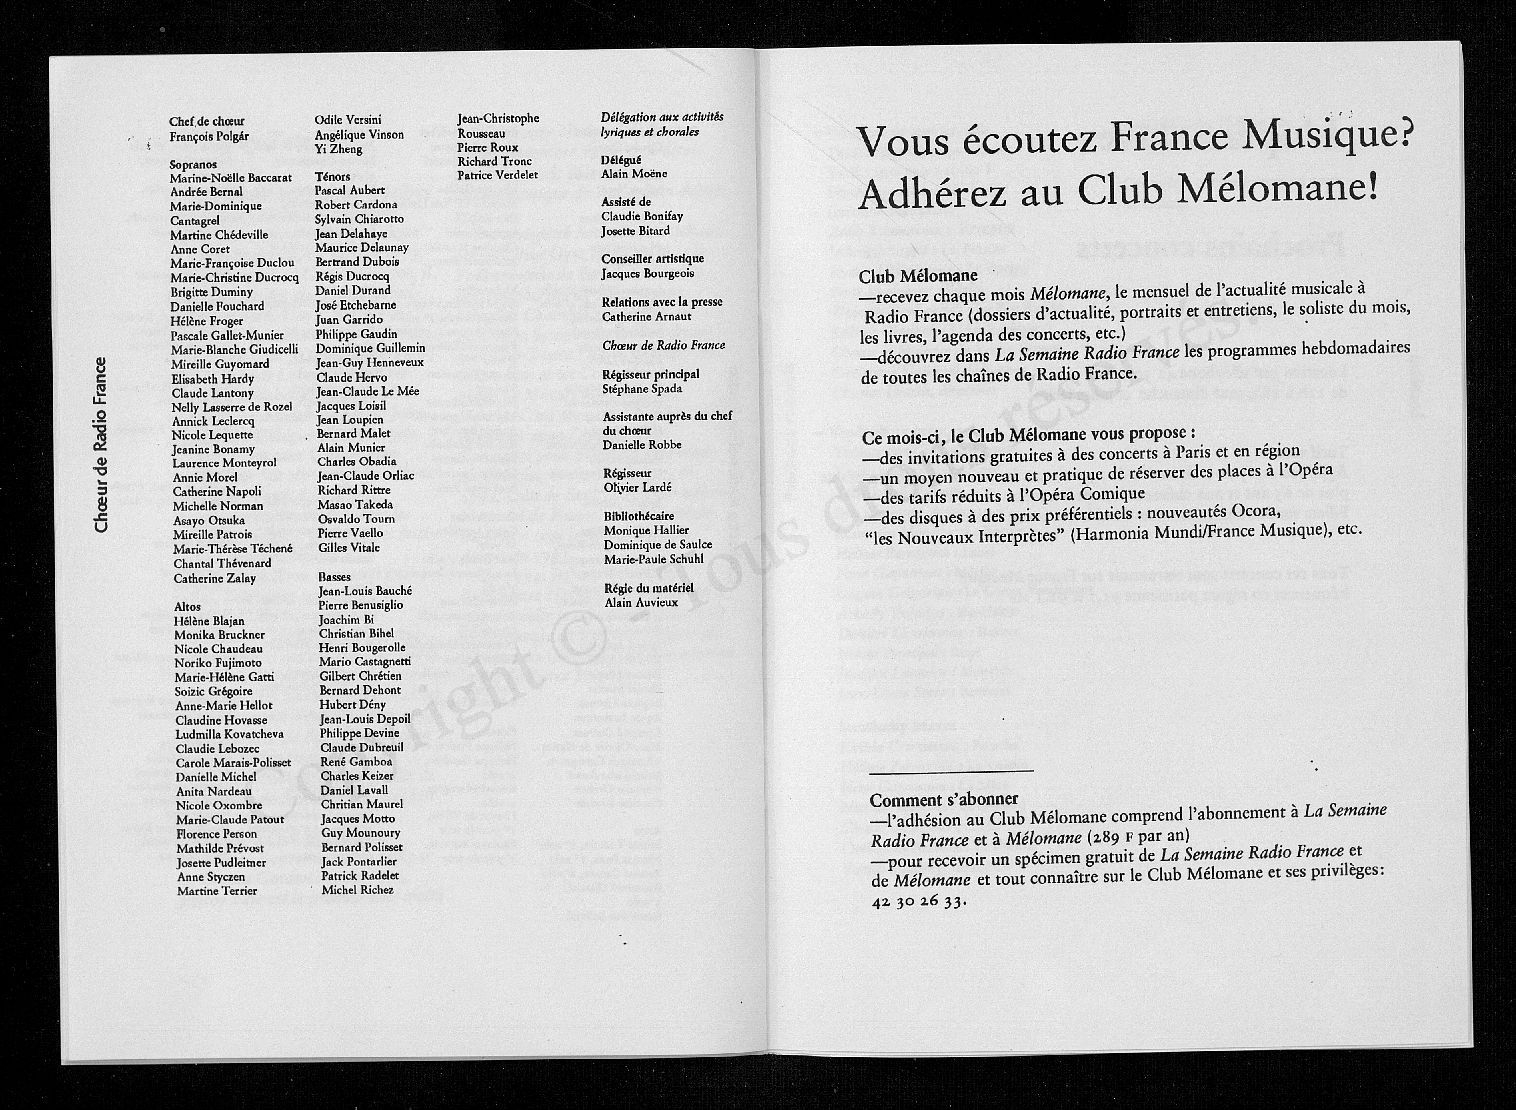 Chœur de Radio France
Chef de chœur
François Polgár
Sopranos
Marine-Noëlle Baccarat
Andrée Bernal
Marie-Dominique
Cantagrel
Martine Chédeville
Anne Coret
Marie-Françoise Duclou
Marie-Christine Ducrocq
Brigitte Duminy
Danielle Fouchard
Hélène Froger
Pascale Gallet-Munier
Marie-Blanche Giudicelli
Mireille Guyomard
Elisabeth Hardy
Claude Lantony
Nelly Lasserre de Rozel
Annick Leclercq
Nicole Lequette
Jeanine Bonamy
Laurence Monteyrol
Annie Morel
Catherine Napoli
Michelle Norman
Asayo Otsuka
Mireille Patrois
Marie-Thérèse Téchené
Chantal Thévenard
Catherine Zalay
Altos
Hélène Blajan
Monika Bruckner
Nicole Chaudeau
Noriko Fujimoto
Marie-Hélène Gatti
Soizic Grégoire
Anne-Marie Hellot
Claudine Hovasse
Ludmilla Kovatcheva
Claudie Lebozec
Carole Marais-Polisset
Danielle Michel
Anita Nardeau
Nicole Oxombre
Marie-Claude Patout
Florence Person
Mathilde Prévost
Josette Pudleitner
Anne Styczen
Martine Terrier
Odile Versini
Angélique Vinson
Yi Zheng
Ténors
Pascal Aubert
Robert Cardona
Sylvain Chiarotto
Jean Delahaye
Maurice Delaunay
Bertrand Dubois
Régis Ducrocq
Daniel Durand
José Etchebarne
Juan Garrido
Philippe Gaudin
Dominique Guillemin
Jean-Guy Henneveux
Claude Hervo
Jean-Claude Le Mée
Jacques Loisil
Jean Loupien
Bernard Malet
Alain Munier
Charles Obadia
Jean-Claude Orliac
Richard Rittre
Masao Takeda
Osvaldo Tourn
Pierre Vaello
Gilles Vitale
Basses
Jean-Louis Bauché
Pierre Benusiglio
Joachim Bi
Christian Bihel
Henri Bougerolle
Mario Castagnetti
Gilbert Chrétien
Bernard Dehont
Hubert Dény
Jean-Louis Depoil
Philippe Devine
Claude Dubreuil
René Gamboa
Charles Keizer
Daniel Lavall
Chritian Maurel
Jacques Motto
Guy Mounoury
Bernard Polisset
Jack Pontarlier
Patrick Radelet
Michel Richez
Jean-Christophe
Rousseau
Pierre Roux
Richard Tronc
Patrice Verdelet
Délégation aux activités
lyriques et chorales
Délégué
Alain Moëne
Assisté de
Claudie Bonifay
Josette Bitard
Conseiller artistique
Jacques Bourgeois
Relations avec la presse
Catherine Arnaut
Chœur de Radio France
Régisseur principal
Stéphane Spada
Assistante auprès du chef
du chœur
Danielle Robbe
Régisseur
Olivier Lardé
Bibliothécaire
Monique Hallier
Dominique de Saulce
Marie-Paule Schuhl
Régie du matériel
Alain Auvieux
Vous écoutez France Musique?
Adhérez au Club Mélomane!
Club Mélomane
—recevez chaque mois Mélomane, le mensuel de l'actualité musicale à
Radio France (dossiers d'actualité, portraits et entretiens, le soliste du mois,
les livres, l'agenda des concerts, etc.)
—découvrez dans La Semaine Radio France les programmes hebdomadaires
de toutes les chaînes de Radio France.
Ce mois-ci, le Club Mélomane vous propose :
—des invitations gratuites à des concerts à Paris et en région
—un moyen nouveau et pratique de réserver des places à l'Opéra
—des tarifs réduits à l'Opéra Comique
—des disques à des prix préférentiels : nouveautés Ocora,
“les Nouveaux Interprètes” (Harmonia Mundi/France Musique), etc.
Comment s'abonner
—l'adhésion au Club Mélomane comprend l'abonnement à La Semaine
Radio France et à Mélomane (289 F par an)
—pour recevoir un spécimen gratuit de La Semaine Radio France et
de Mélomane et tout connaître sur le Club Mélomane et ses privilèges:
42 30 26 33.